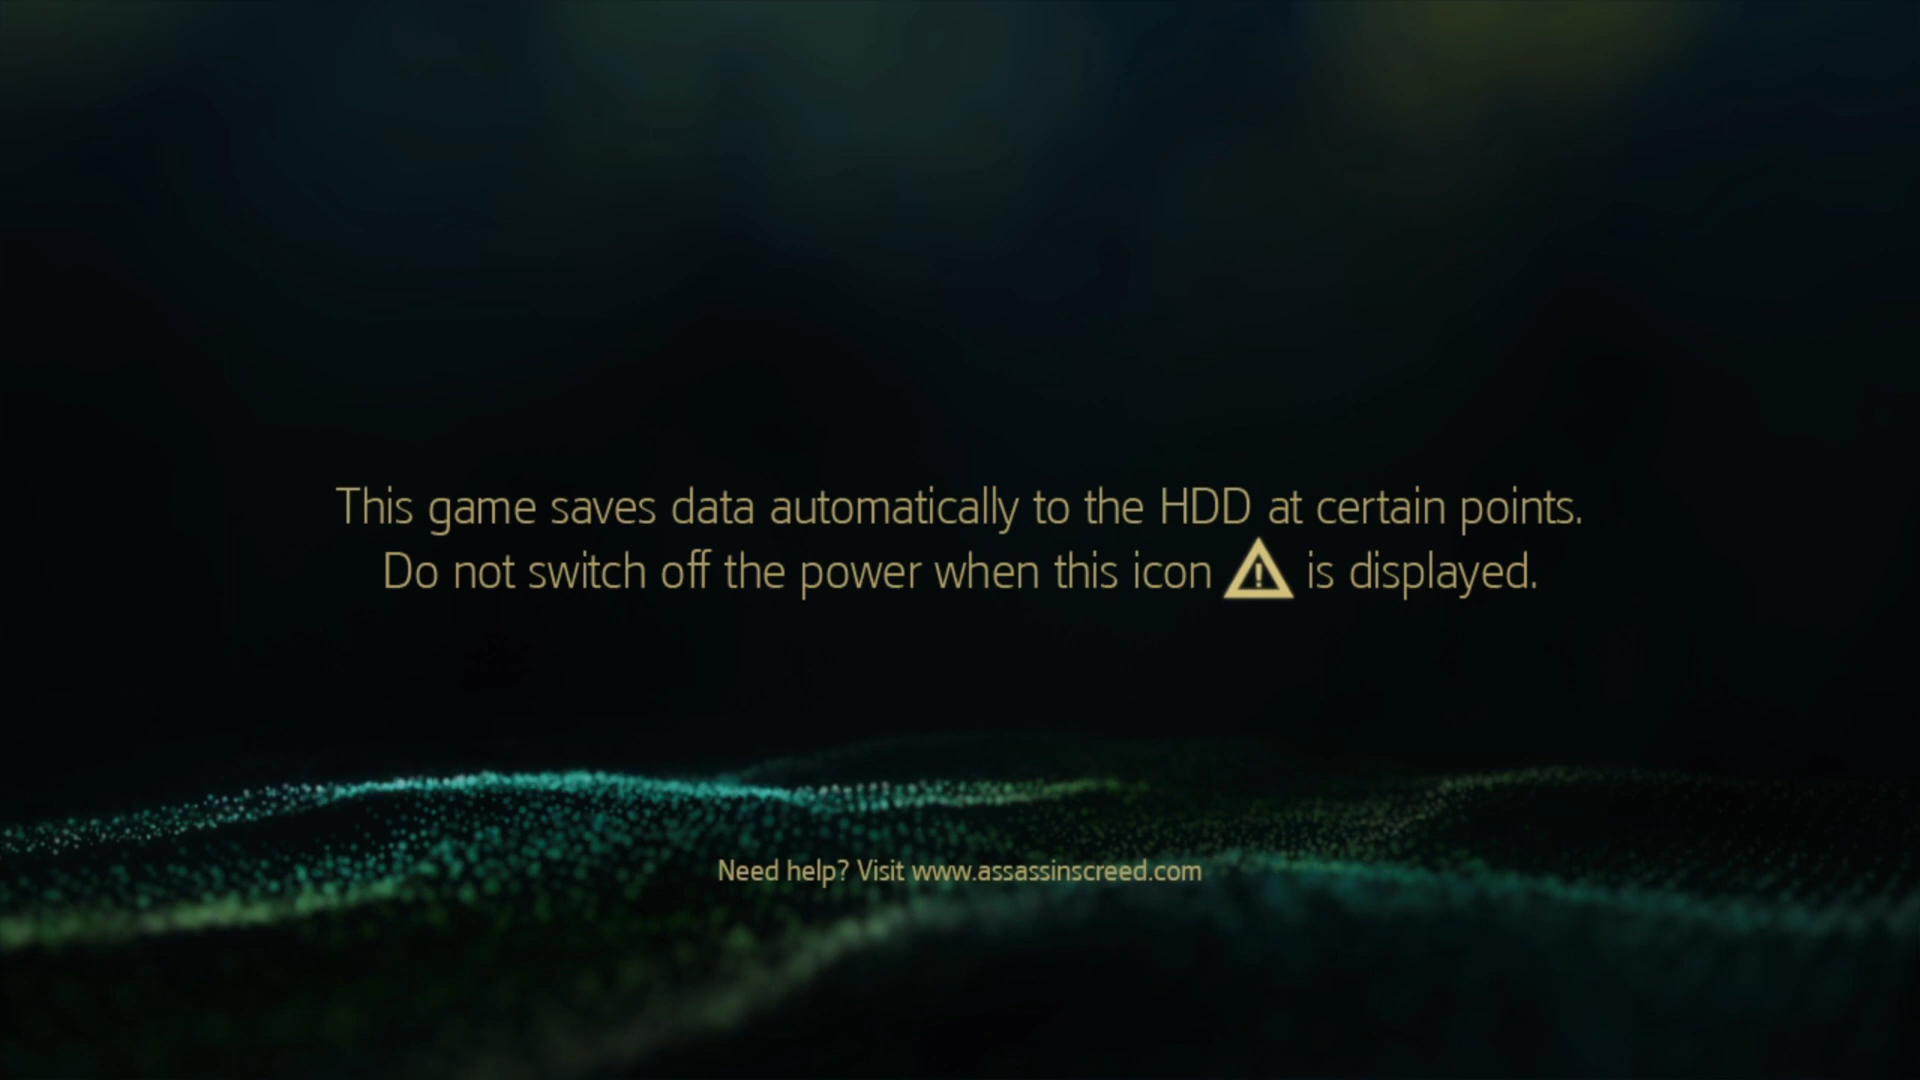 This game saves data automatically to the HDD at certain points.
Do not switch off the power when this icon is displayed.
Need help? Visit www.assassinscreed.com